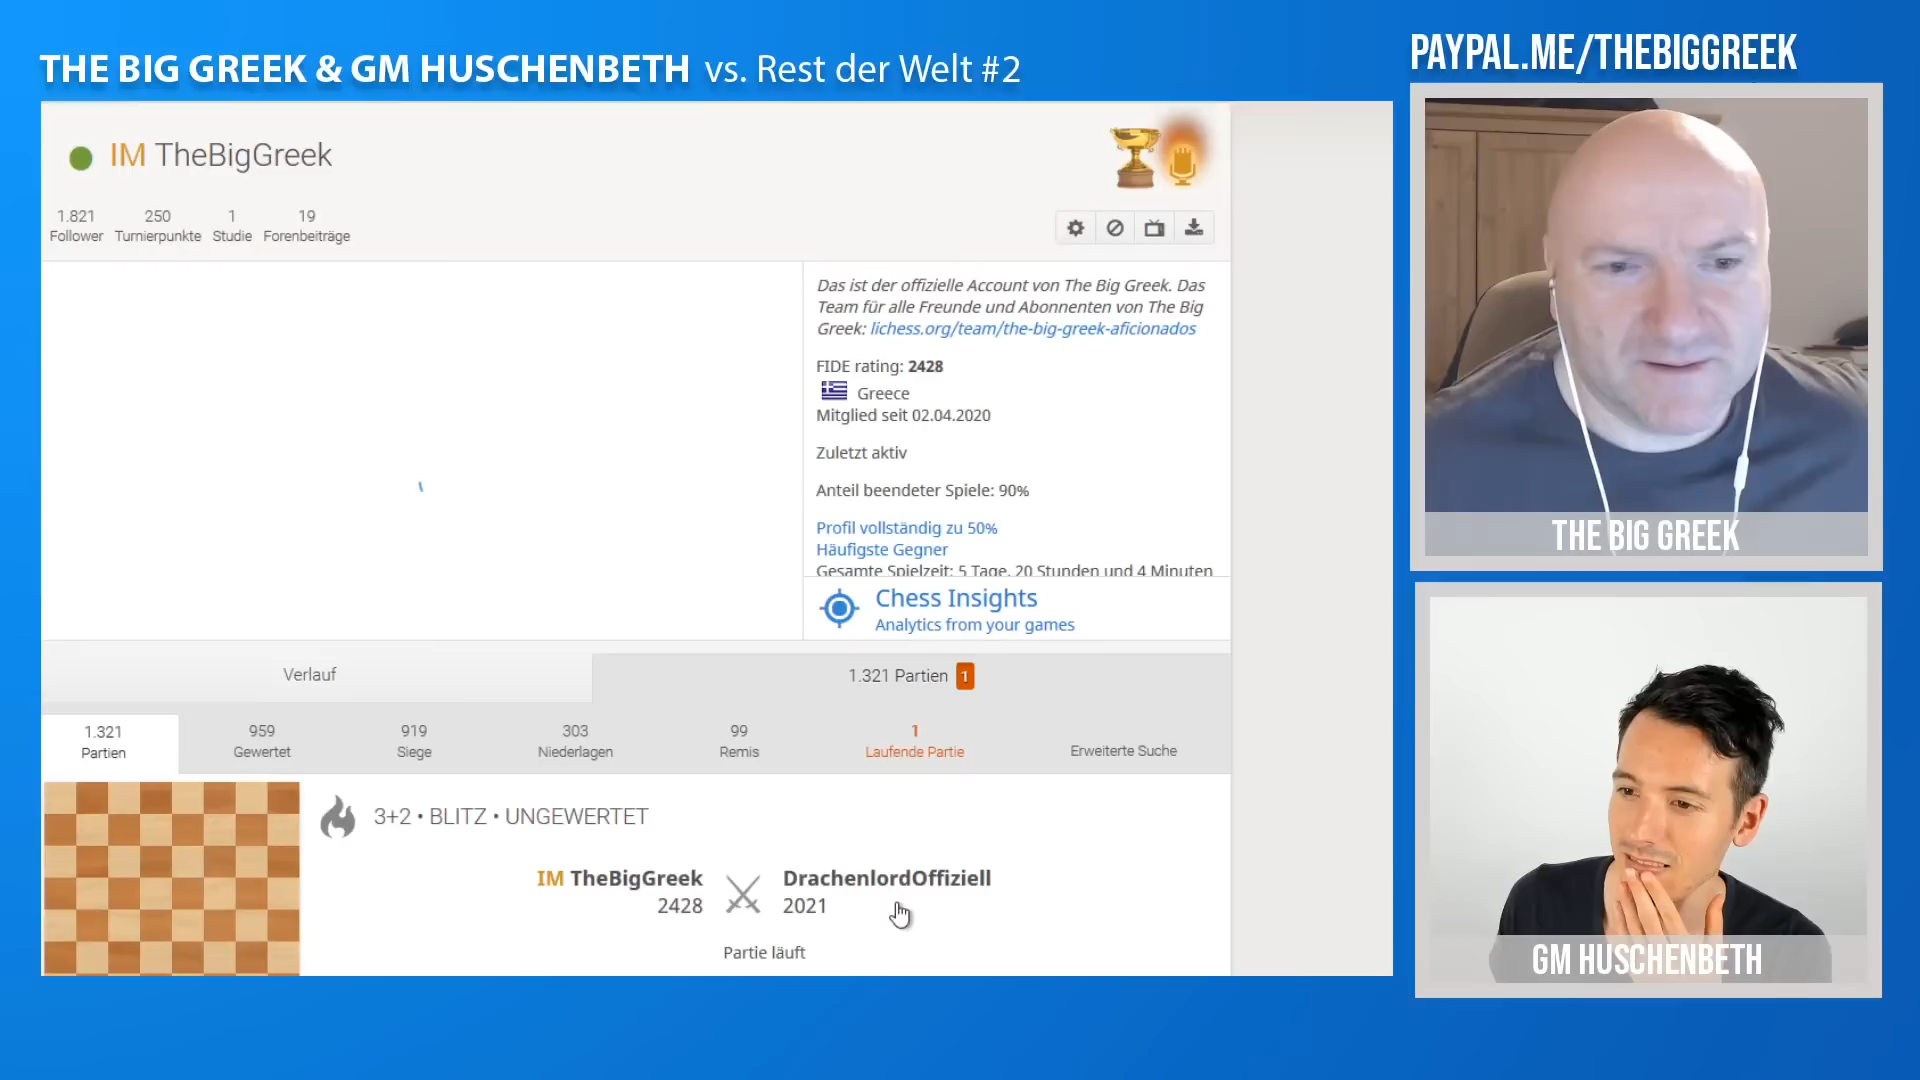 THE BIG GREEK & GM HUSCHENBETH vs. Rest der Welt #2
PAYPAL.ME/THEBIGGREEK
IM TheBigGreek
1.821
Follower
250
Turnierpunkte
1
Studie
19
Forenbeiträge
Das ist der offizielle Account von The Big Greek. Das
Team für alle Freunde und Abonnenten von The Big
Greek: lichess.org/team/the-big-greek-aficionados
FIDE rating: 2428
Greece
Mitglied seit 02.04.2020
Zuletzt aktiv
Anteil beendeter Spiele: 90%
Profil vollständig zu 50%
Häufigste Gegner
Gesamte Spielzeit: 5 Tage, 20 Stunden und 4 Minuten
Chess Insights
Analytics from your games
Verlauf
1.321 Partien 1
1.321
Partien
959
Gewertet
919
Siege
303
Niederlagen
99
Remis
1
Laufende Partie
Erweiterte Suche
3+2 • BLITZ • UNGEWERTET
IM TheBigGreek
2428
DrachenlordOffiziell
2021
Partie läuft
THE BIG GREEK
GM HUSCHENBETH